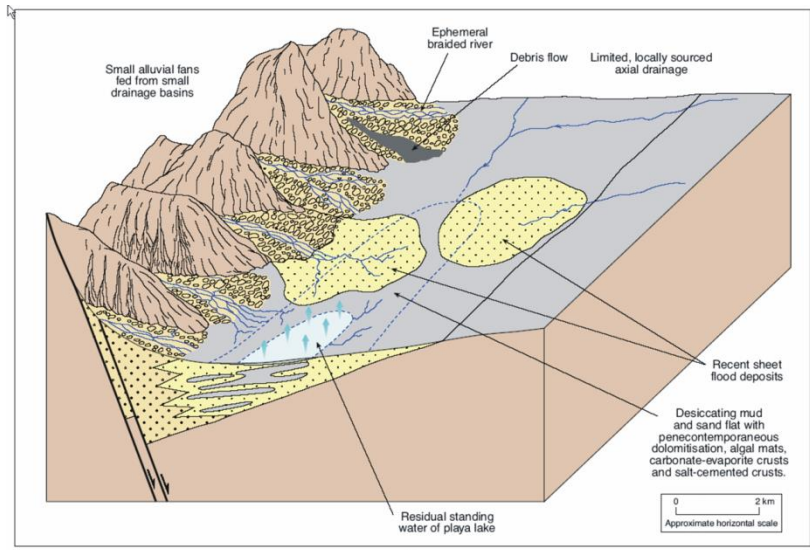 Ephemeral
braided river
Small alluvial fans
fed from small
drainage basins
Debris flow
Limited, locally sourced
axial drainage
Recent sheet
flood deposits
Desiccating mud
and sand flat with
penecontemporaneous
dolomitisation, algal mats,
carbonate-evaporite crusts
and salt-cemented crusts.
Residual standing
water of playa lake
0 2 km
Approximate horizontal scale